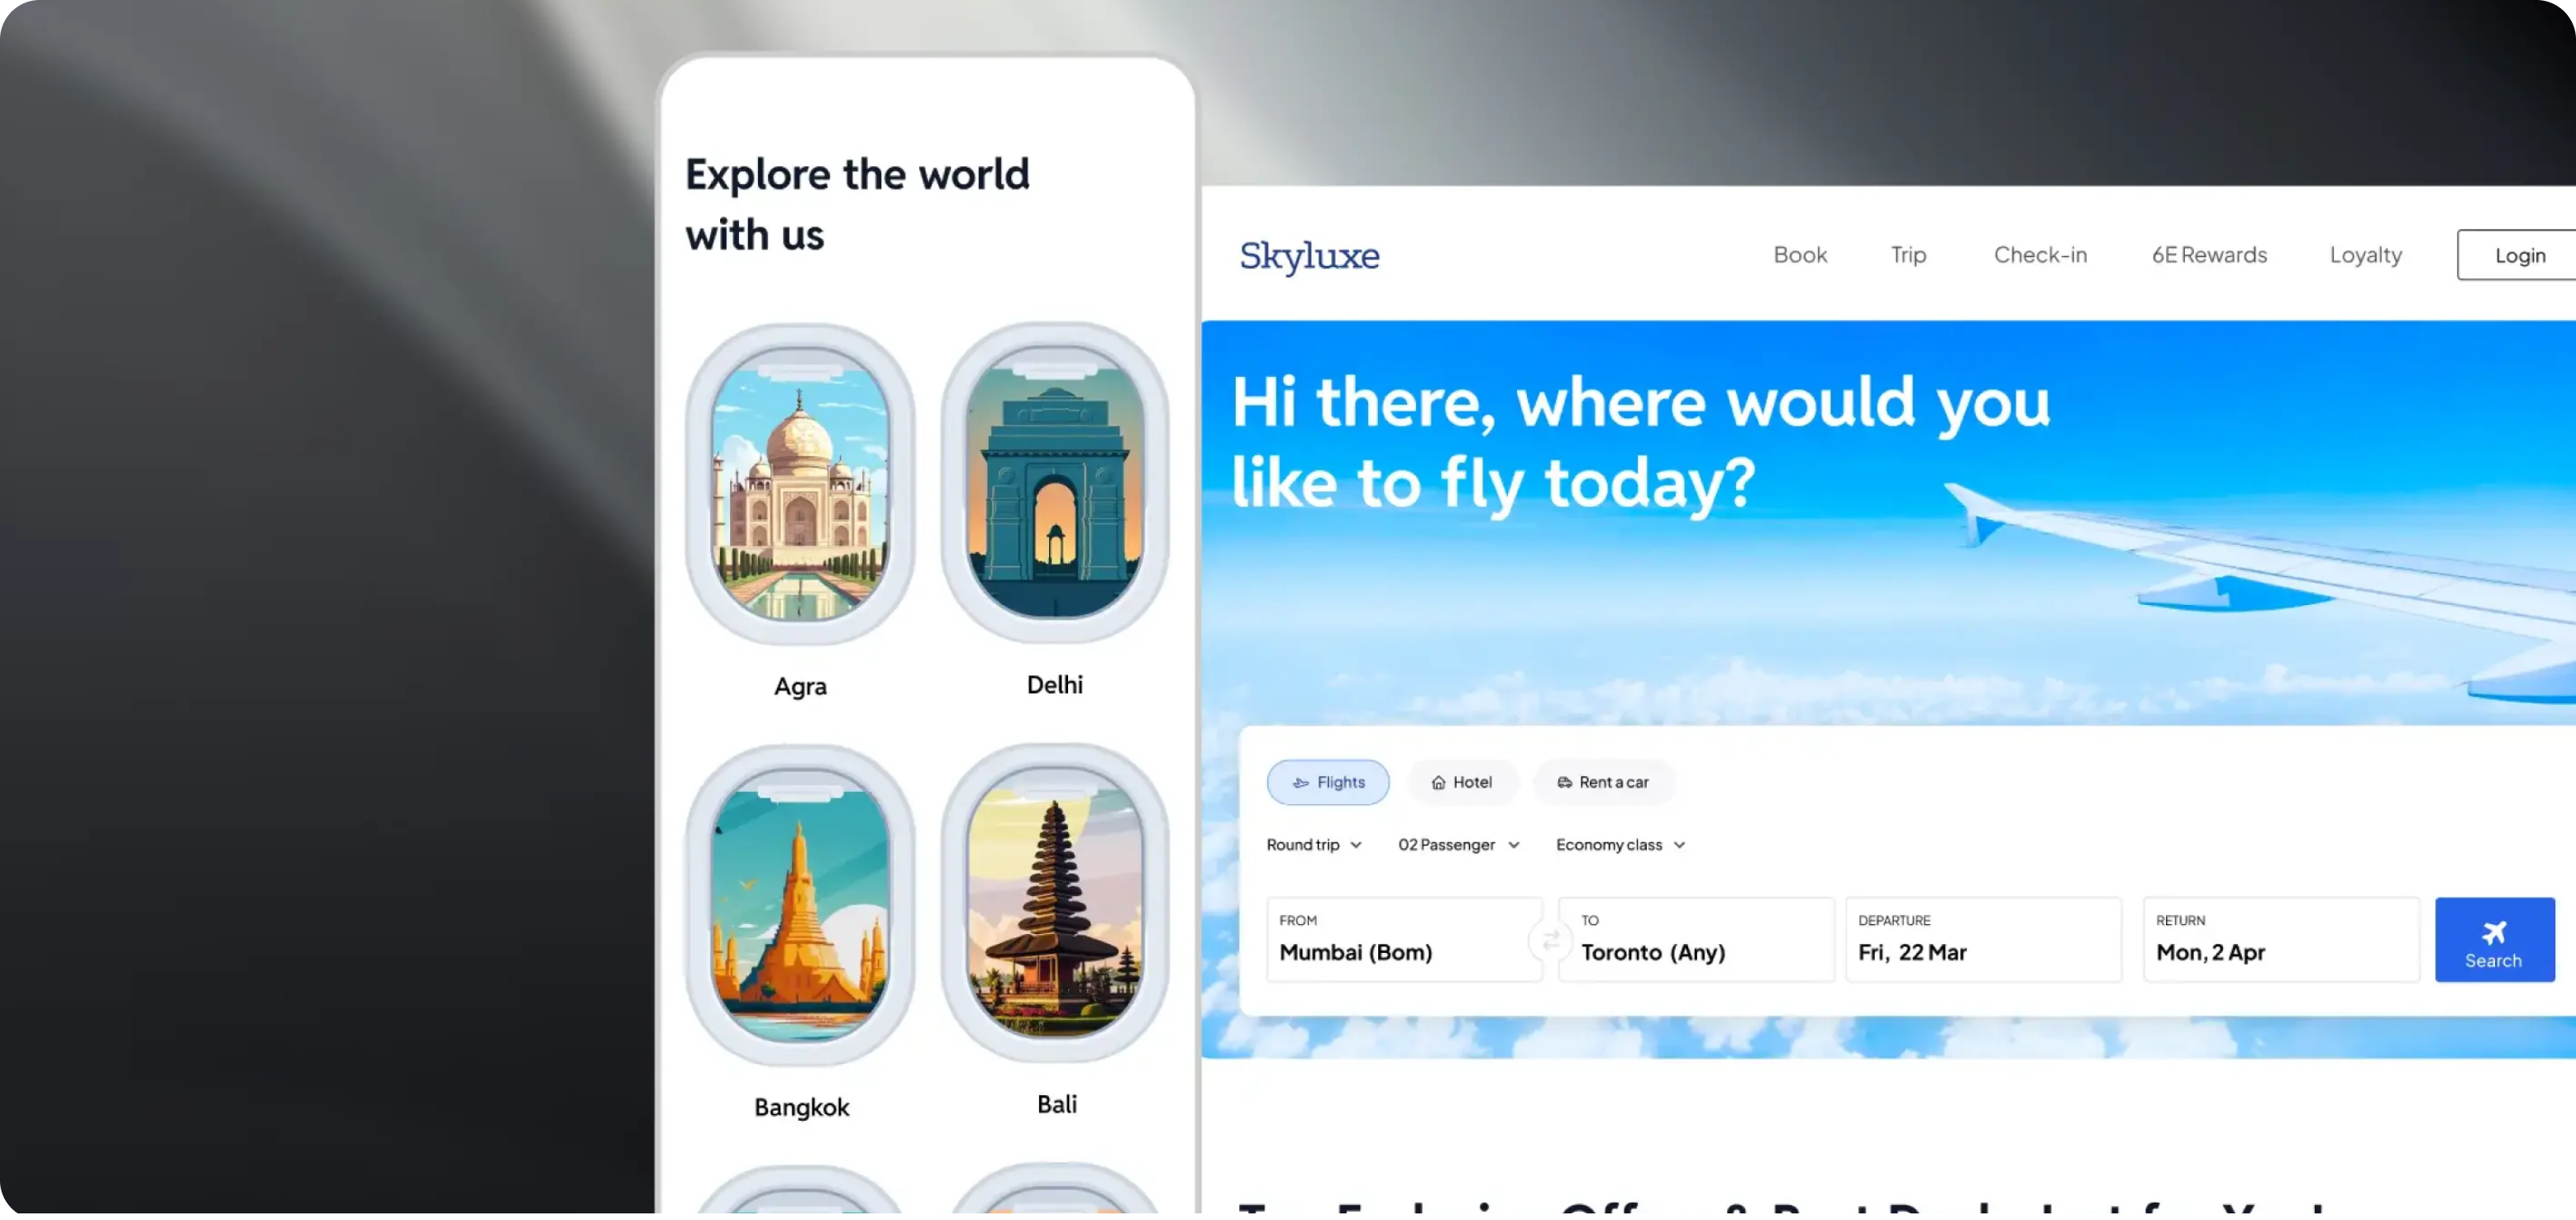 Explore the world
with us
Agra
Delhi
Bangkok
Bali
Skyluxe
Book
Trip
Check-in
6E Rewards
Loyalty
Login
Hi there, where would you
like to fly today?
Flights
Hotel
Rent a car
Round trip
02 Passenger
Economy class
FROM
Mumbai (Bom)
TO
Toronto (Any)
DEPARTURE
Fri, 22 Mar
RETURN
Mon, 2 Apr
Search